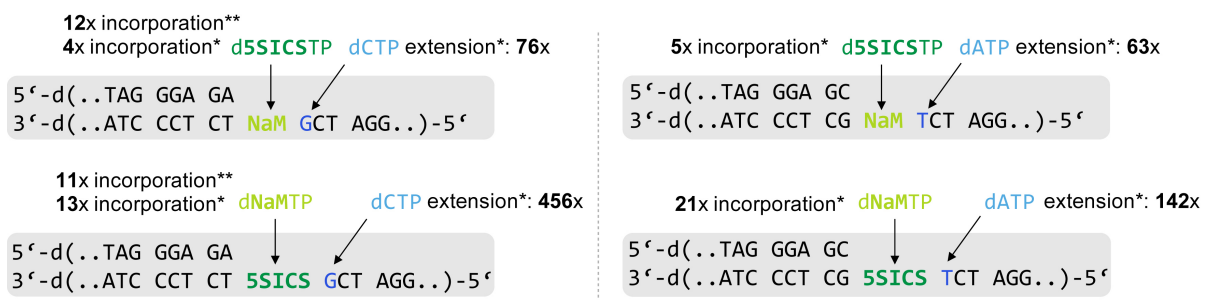 12x incorporation**
4x incorporation* d5SICSTP dCTP extension*: 76x
5‘-d(..TAG GGA GA
3‘-d(..ATC CCT CT NaM GCT AGG..)-5‘
5x incorporation* d5SICSTP dATP extension*: 63x
5‘-d(..TAG GGA GC
3‘-d(..ATC CCT CG NaM TCT AGG..)-5‘
11x incorporation**
13x incorporation* dNaMTP dCTP extension*: 456x
5‘-d(..TAG GGA GA
3‘-d(..ATC CCT CT 5SICS GCT AGG..)-5‘
21x incorporation* dNaMTP dATP extension*: 142x
5‘-d(..TAG GGA GC
3‘-d(..ATC CCT CG 5SICS TCT AGG..)-5‘